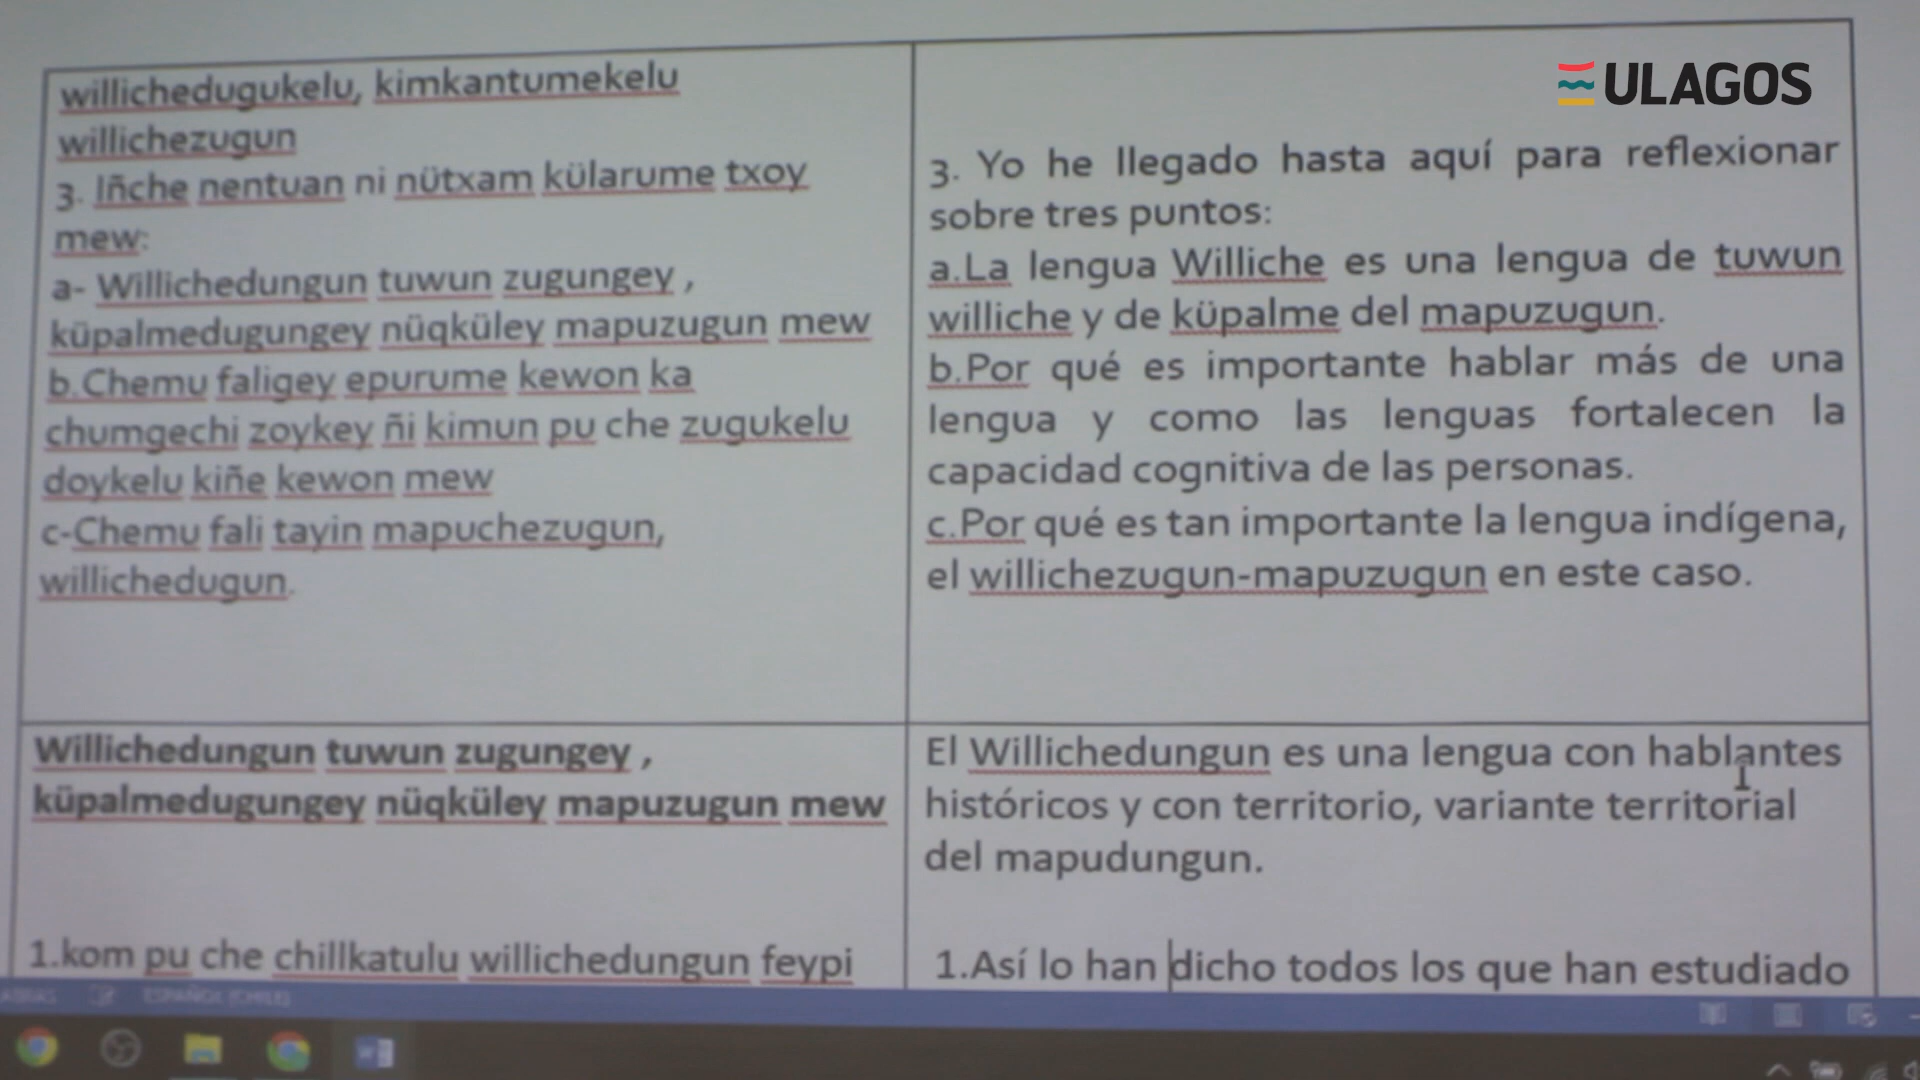 willichedugukelu, kimkantumekelu
willichezugun
3. Iñche nentuan ni nütxam külarume txoy
mew:
a- Willichedungun tuwun zugungey ,
küpalmedugungey nüqküley mapuzugun mew
b.Chemu faligey epurume kewon ka
chumgechi zoykey ñi kimun pu che zugukelu
doykelu kiñe kewon mew
c-Chemu fali tayin mapuchezugun,
willichedugun.
ULAGOS
3. Yo he llegado hasta aquí para reflexionar
sobre tres puntos:
a.La lengua Williche es una lengua de tuwun
williche y de küpalme del mapuzugun.
b.Por qué es importante hablar más de una
lengua y como las lenguas fortalecen la
capacidad cognitiva de las personas.
c.Por qué es tan importante la lengua indígena,
el willichezugun-mapuzugun en este caso.
Willichedungun tuwun zugungey ,
küpalmedugungey nüqküley mapuzugun mew
1.kom pu che chillkatulu willichedungun feypi
El Willichedungun es una lengua con hablantes
históricos y con territorio, variante territorial
del mapudungun.
1.Así lo han dicho todos los que han estudiado
ESPAÑOL (CHILE)